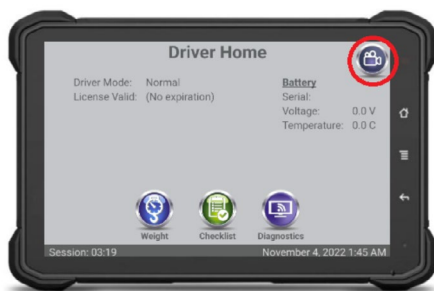 Driver Home
Driver Mode: Normal
License Valid: (No expiration)
Battery
Serial:
Voltage: 0.0 V
Temperature: 0.0 C
Weight
Checklist
Diagnostics
Session: 03:19
November 4, 2022 1:45 AM